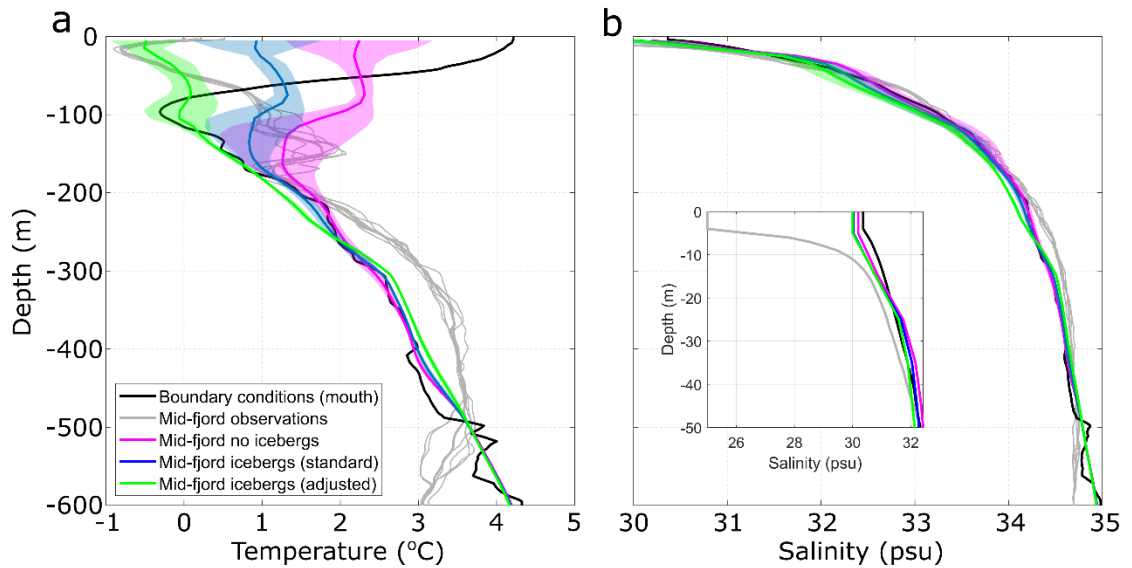 a
b
0
-100
-200
-300
-400
-500
-600
Depth (m)
Boundary conditions (mouth)
Mid-fjord observations
Mid-fjord no icebergs
Mid-fjord icebergs (standard)
Mid-fjord icebergs (adjusted)
-1 0 1 2 3 4 5
Temperature (°C)
0
-10
-20
-30
-40
-50
Depth (m)
26 28 30 32
Salinity (psu)
30 31 32 33 34 35
Salinity (psu)